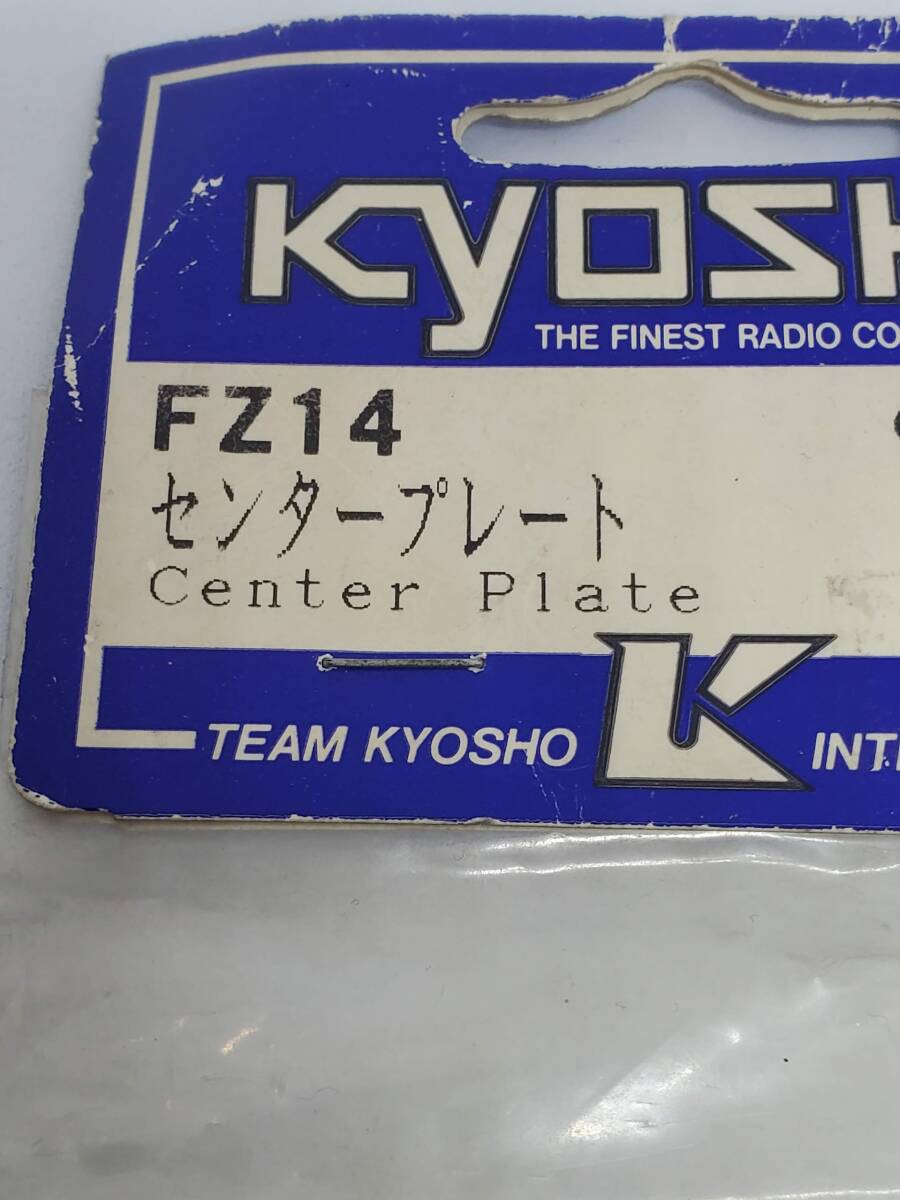 KYOSH
THE FINEST RADIO CO
FZ14
センタープレート
Center Plate
TEAM KYOSHO
INT